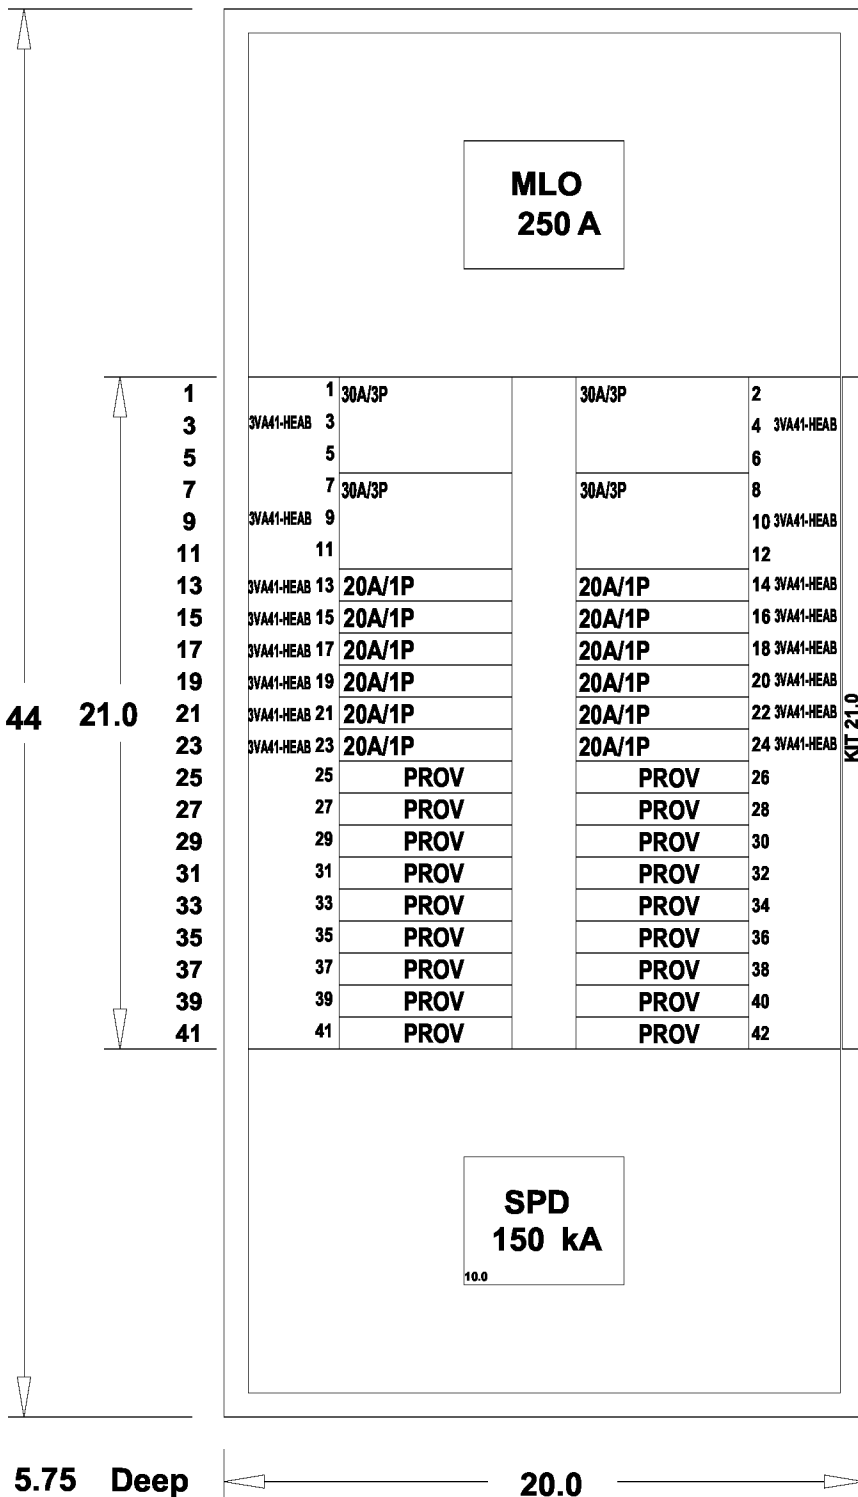 MLO
250 A
1 1 30A/3P 30A/3P 2
3 3VA41-HEAB 3 4 3VA41-HEAB
5 5 6
7 7 30A/3P 30A/3P 8
9 3VA41-HEAB 9 10 3VA41-HEAB
11 11 12
13 3VA41-HEAB 13 20A/1P 20A/1P 14 3VA41-HEAB
15 3VA41-HEAB 15 20A/1P 20A/1P 16 3VA41-HEAB
17 3VA41-HEAB 17 20A/1P 20A/1P 18 3VA41-HEAB
19 3VA41-HEAB 19 20A/1P 20A/1P 20 3VA41-HEAB
44 21.0 21 3VA41-HEAB 21 20A/1P 20A/1P 22 3VA41-HEAB
KIT 21.0
23 3VA41-HEAB 23 20A/1P 20A/1P 24 3VA41-HEAB
25 25 PROV PROV 26
27 27 PROV PROV 28
29 29 PROV PROV 30
31 31 PROV PROV 32
33 33 PROV PROV 34
35 35 PROV PROV 36
37 37 PROV PROV 38
39 39 PROV PROV 40
41 41 PROV PROV 42
SPD
150 kA
10.0
5.75 Deep 20.0